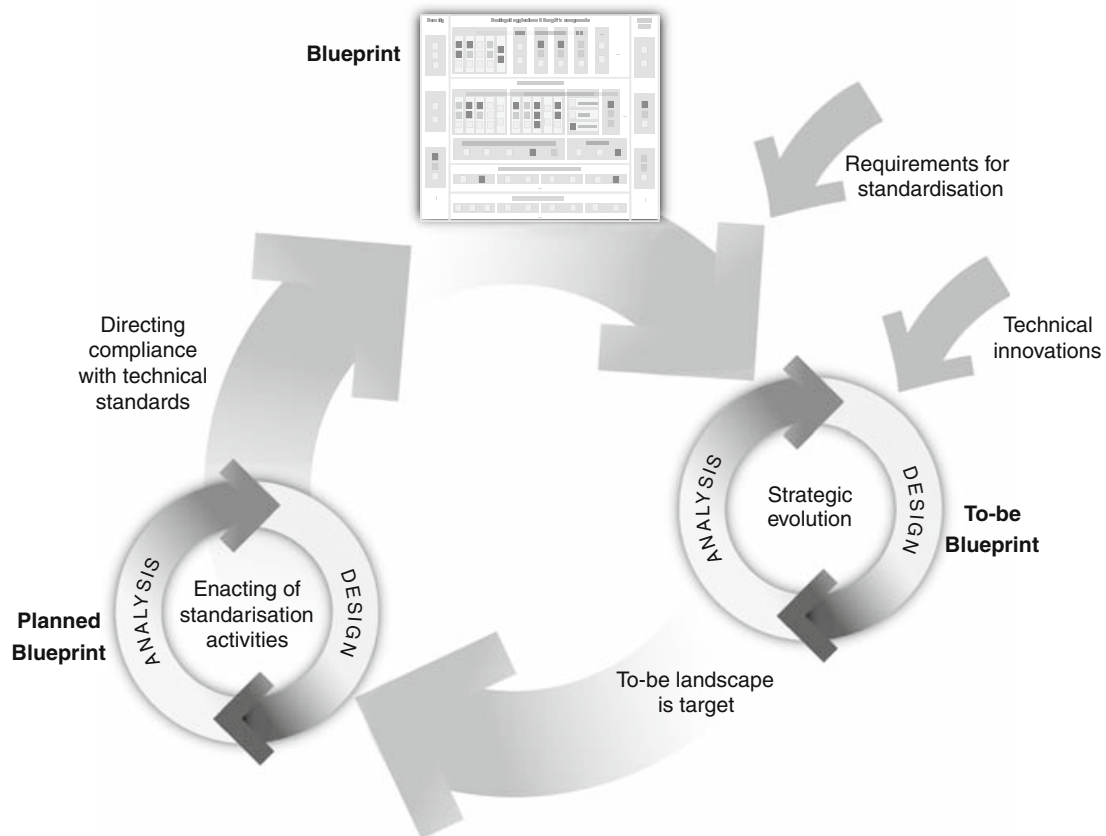 Blueprint
Requirements for
standardisation
Technical
innovations
Directing
compliance
with technical
standards
ANALYSIS
DESIGN
Strategic
evolution
To-be
Blueprint
ANALYSIS
DESIGN
Enacting of
standarisation
activities
Planned
Blueprint
To-be landscape
is target